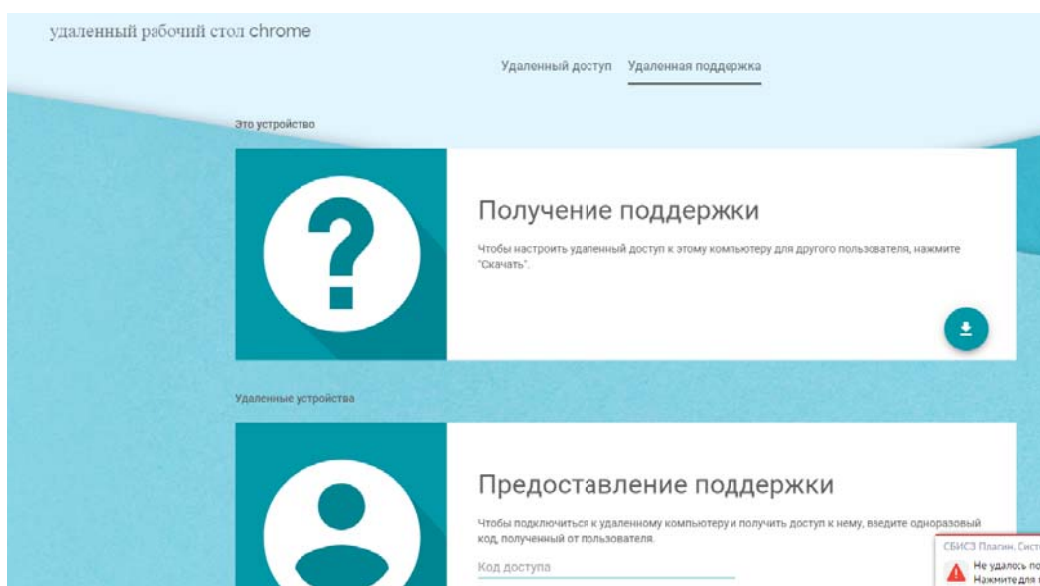 удаленный рабочий стол chrome
Удаленный доступ Удаленная поддержка
Это устройство
Получение поддержки
Чтобы настроить удаленный доступ к этому компьютеру для другого пользователя, нажмите
"Скачать".
Удаленные устройства
Предоставление поддержки
Чтобы подключиться к удаленному компьютеру и получить доступ к нему, введите одноразовый
код, полученный от пользователя.
Код доступа
СБИС3 Плагин. Сист
Не удалось по
Нажмите для